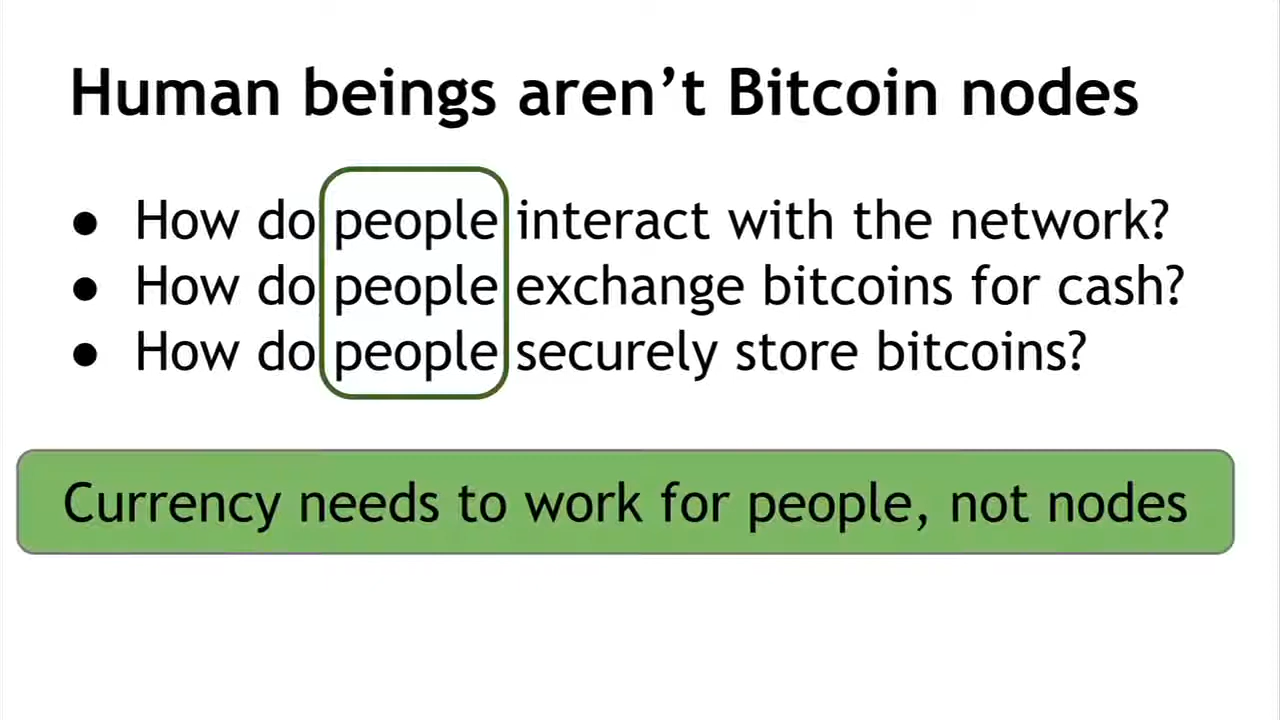 Human beings aren’t Bitcoin nodes
● How do people interact with the network?
● How do people exchange bitcoins for cash?
● How do people securely store bitcoins?
Currency needs to work for people, not nodes